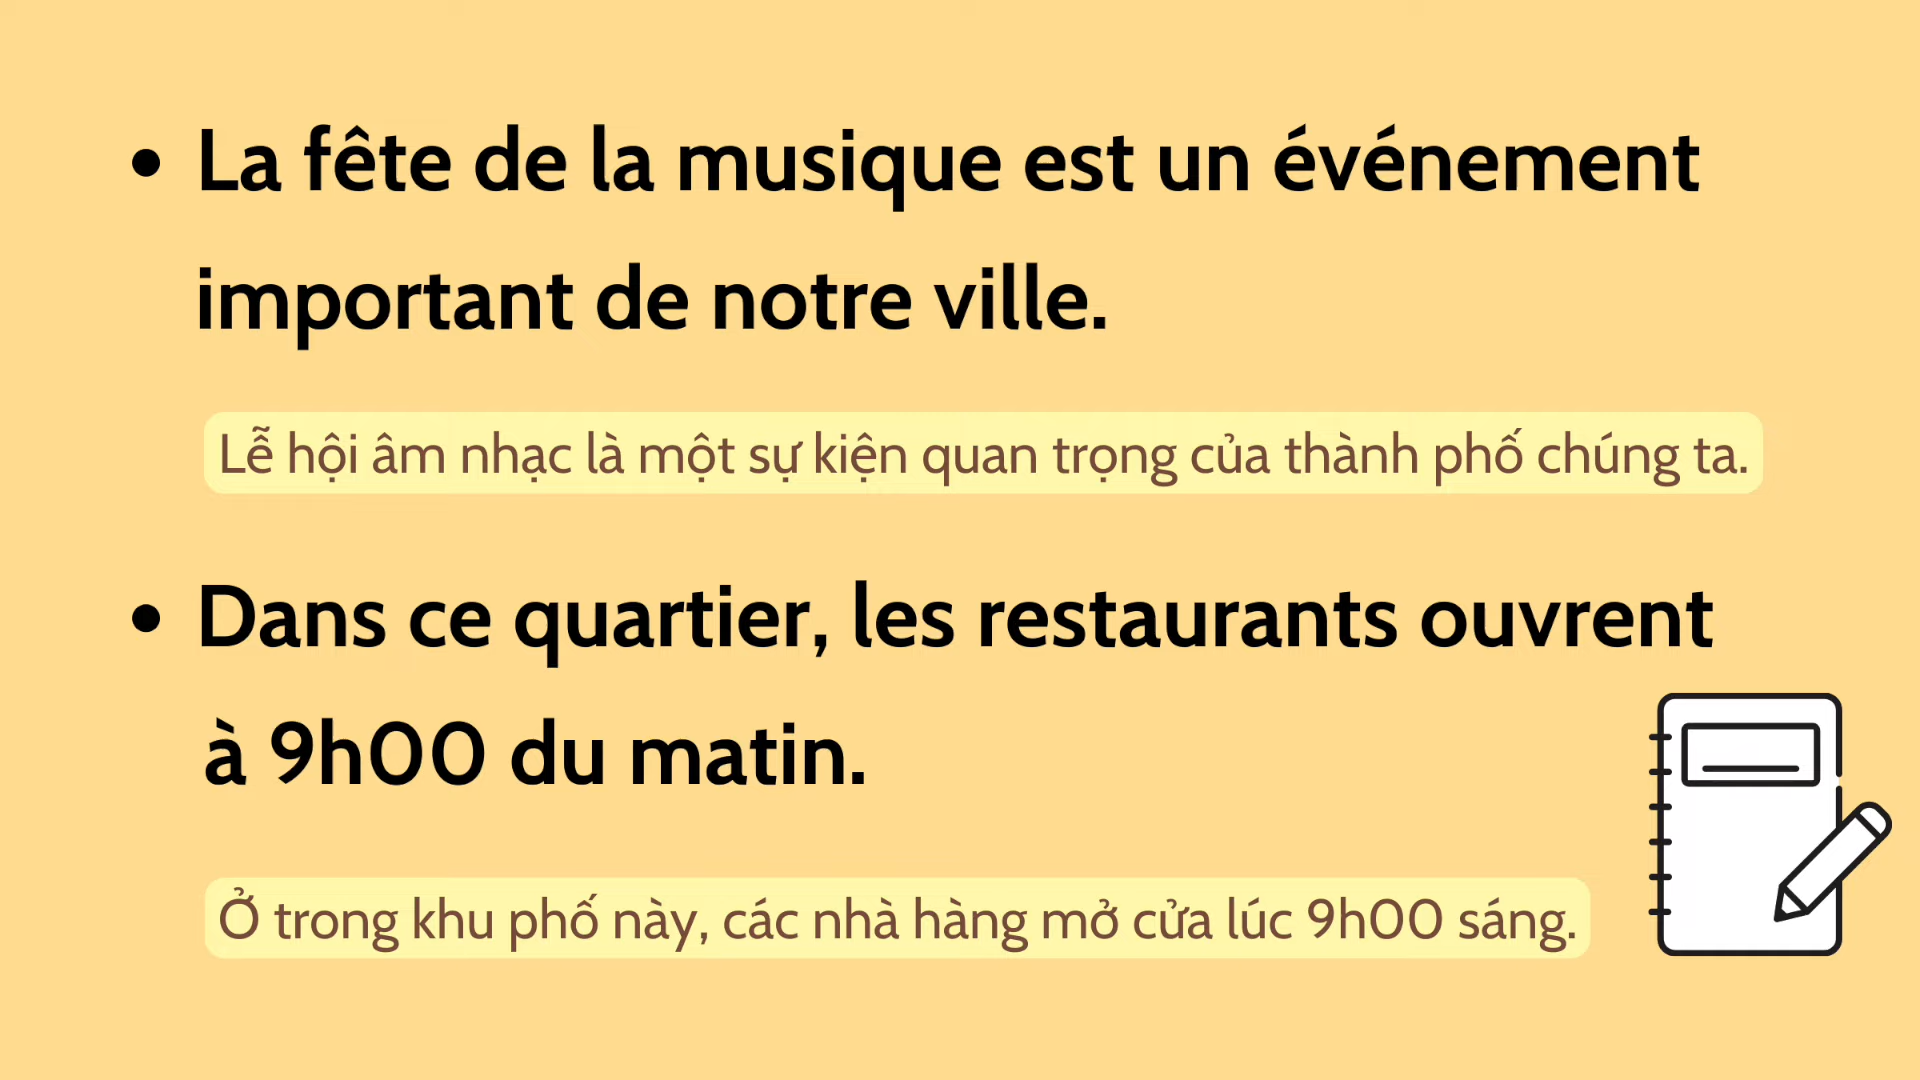 • La fête de la musique est un événement
important de notre ville.
Lễ hội âm nhạc là một sự kiện quan trọng của thành phố chúng ta.
• Dans ce quartier, les restaurants ouvrent
à 9h00 du matin.
Ở trong khu phố này, các nhà hàng mở cửa lúc 9h00 sáng.